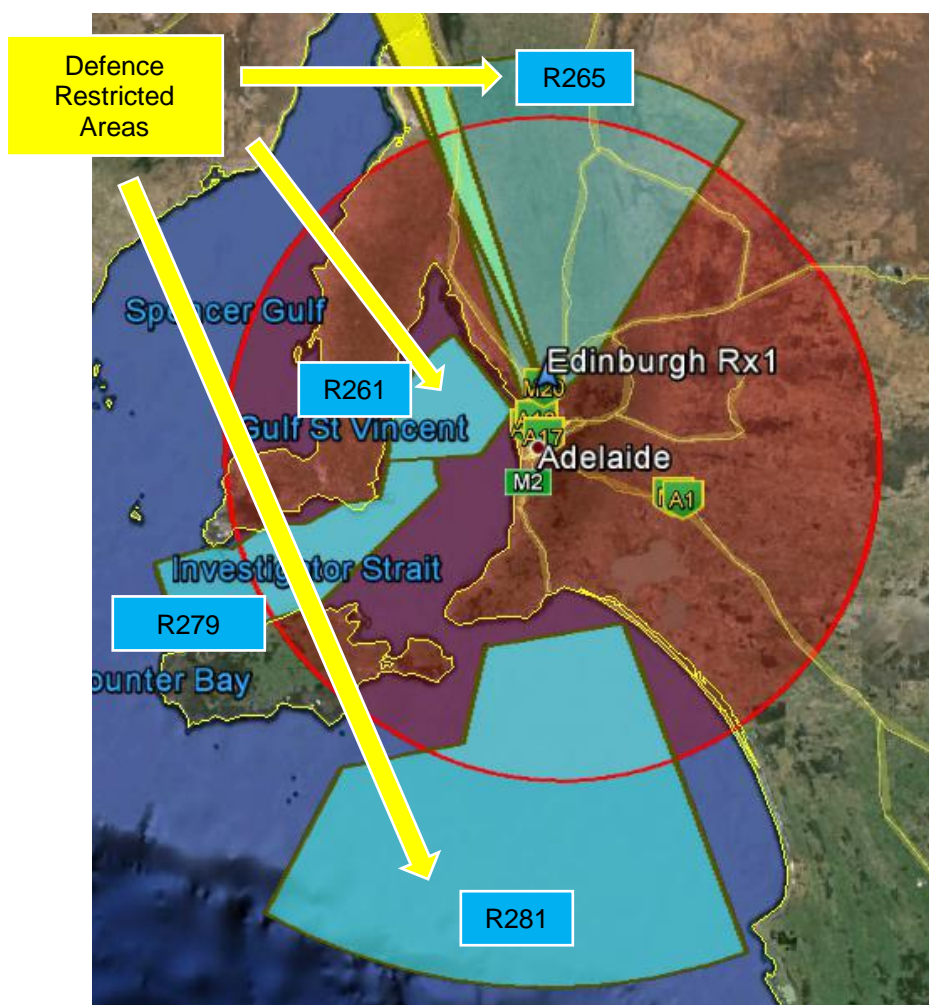 Defence
Restricted
Areas
R265
Spencer Gulf
Edinburgh Rx1
R261
M20
Gulf St Vincent
A17
Adelaide
M2
A1
Investigator Strait
R279
ounter Bay
R281